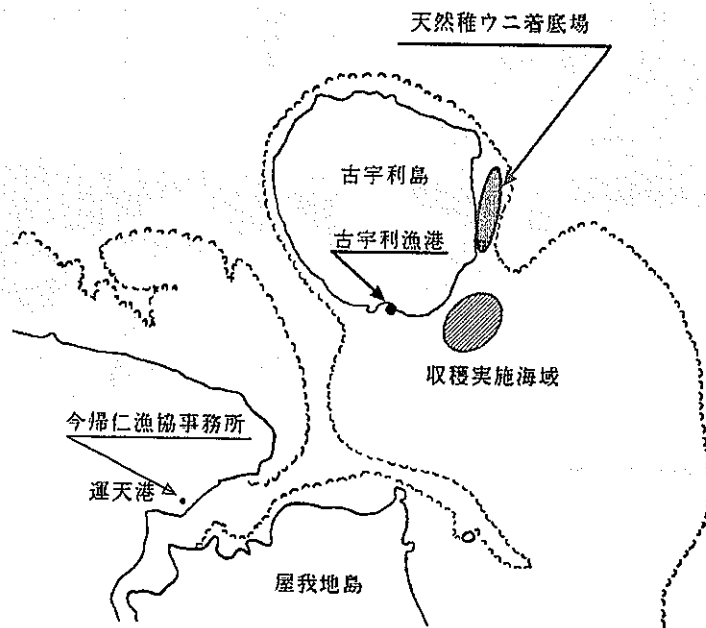 天然稚ウニ着底場
古宇利島
古宇利漁港
収穫実施海域
今帰仁漁協事務所
運天港
屋我地島